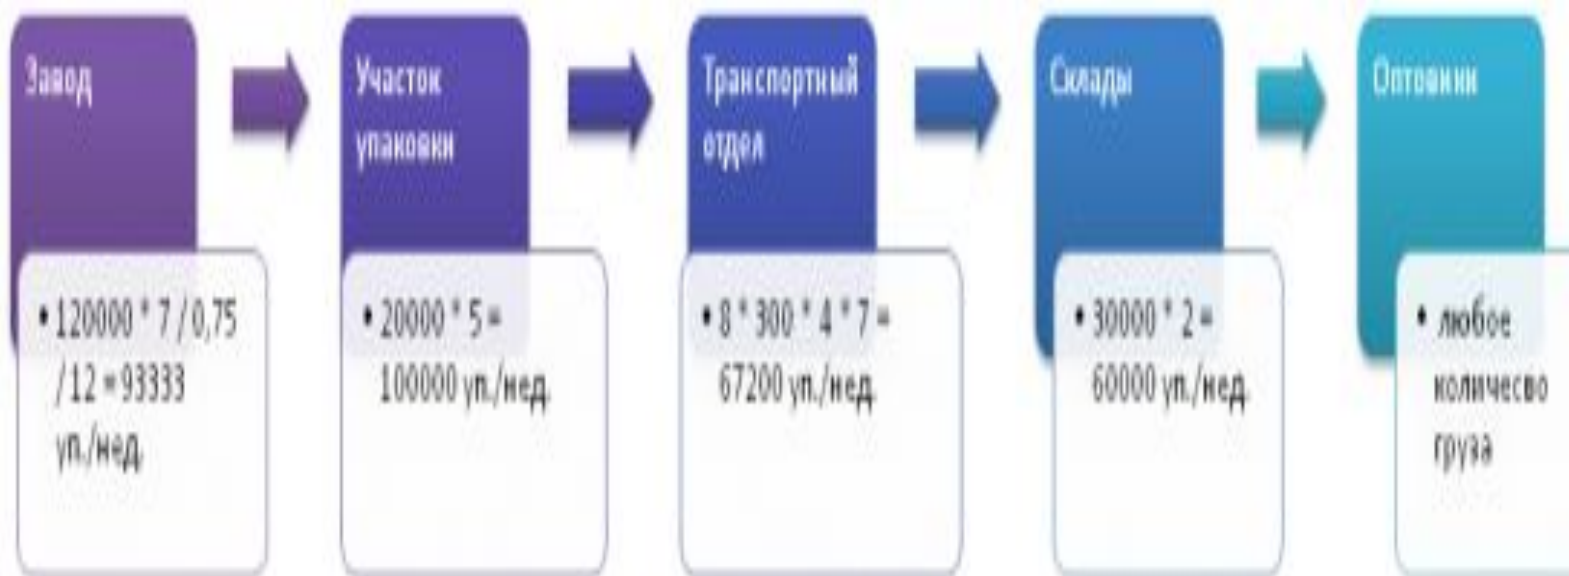 Завод
• 120000 * 7 / 0,75
/ 12 = 93333
уп./нед.
Участок
упаковки
• 20000 * 5 =
100000 уп./нед.
Транспортный
отдел
• 8 * 300 * 4 * 7 =
67200 уп./нед.
Склады
• 30000 * 2 =
60000 уп./нед.
Оптовики
• любое
количесво
груза